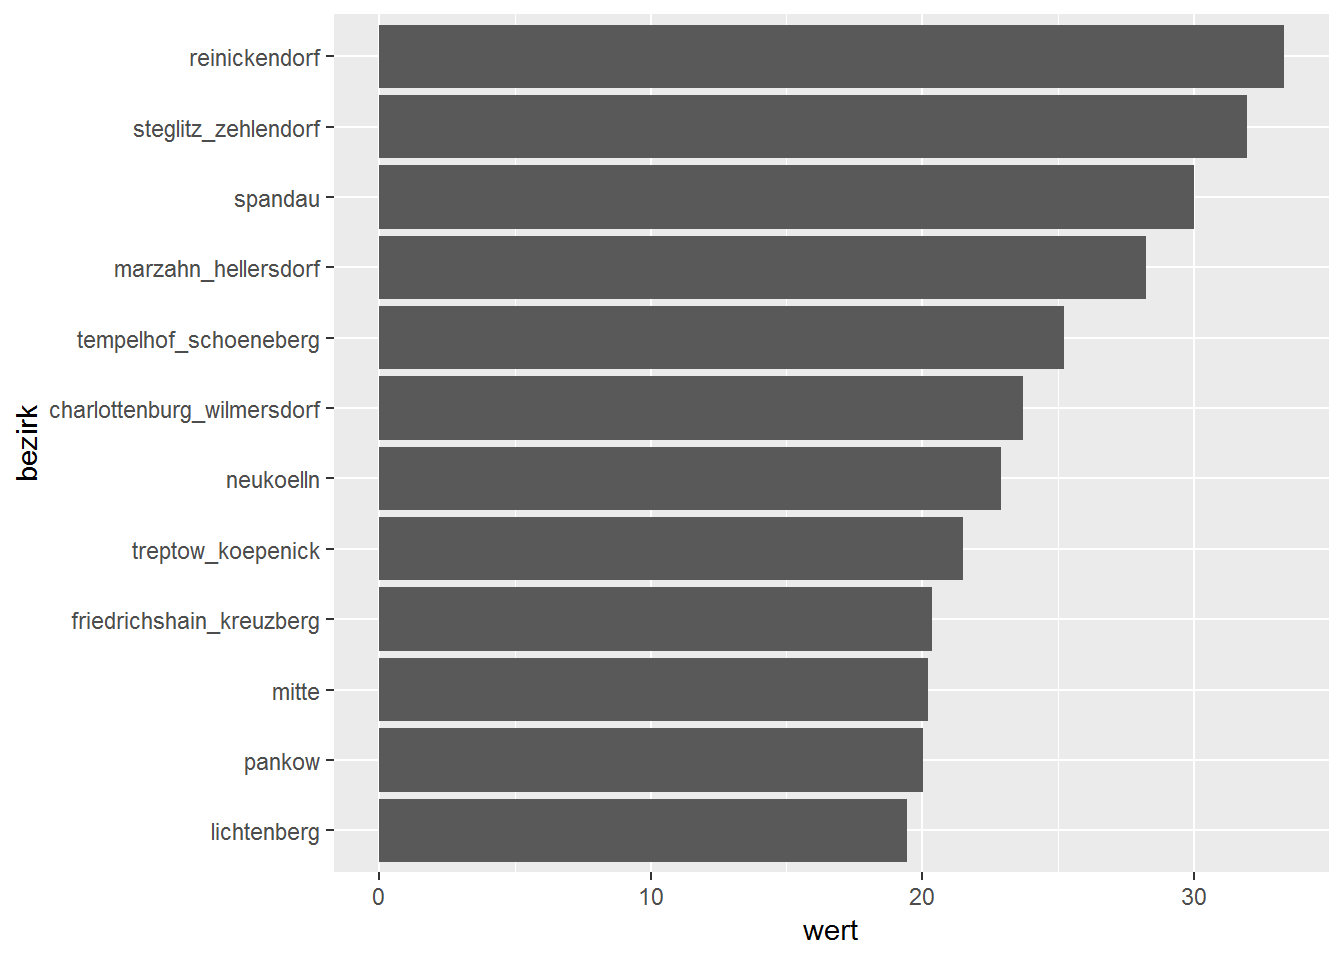 reinickendorf
steglitz_zehlendorf
spandau
marzahn_hellersdorf
tempelhof_schoeneberg
charlottenburg_wilmersdorf
neukoelln
treptow_koepenick
friedrichshain_kreuzberg
mitte
pankow
lichtenberg
bezirk
0 10 20 30
wert